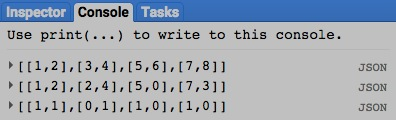 Inspector Console Tasks
Use print(...) to write to this console.
[[1,2],[3,4],[5,6],[7,8]] JSON
[[1,2],[2,4],[5,0],[7,3]] JSON
[[1,1],[0,1],[1,0],[1,0]] JSON